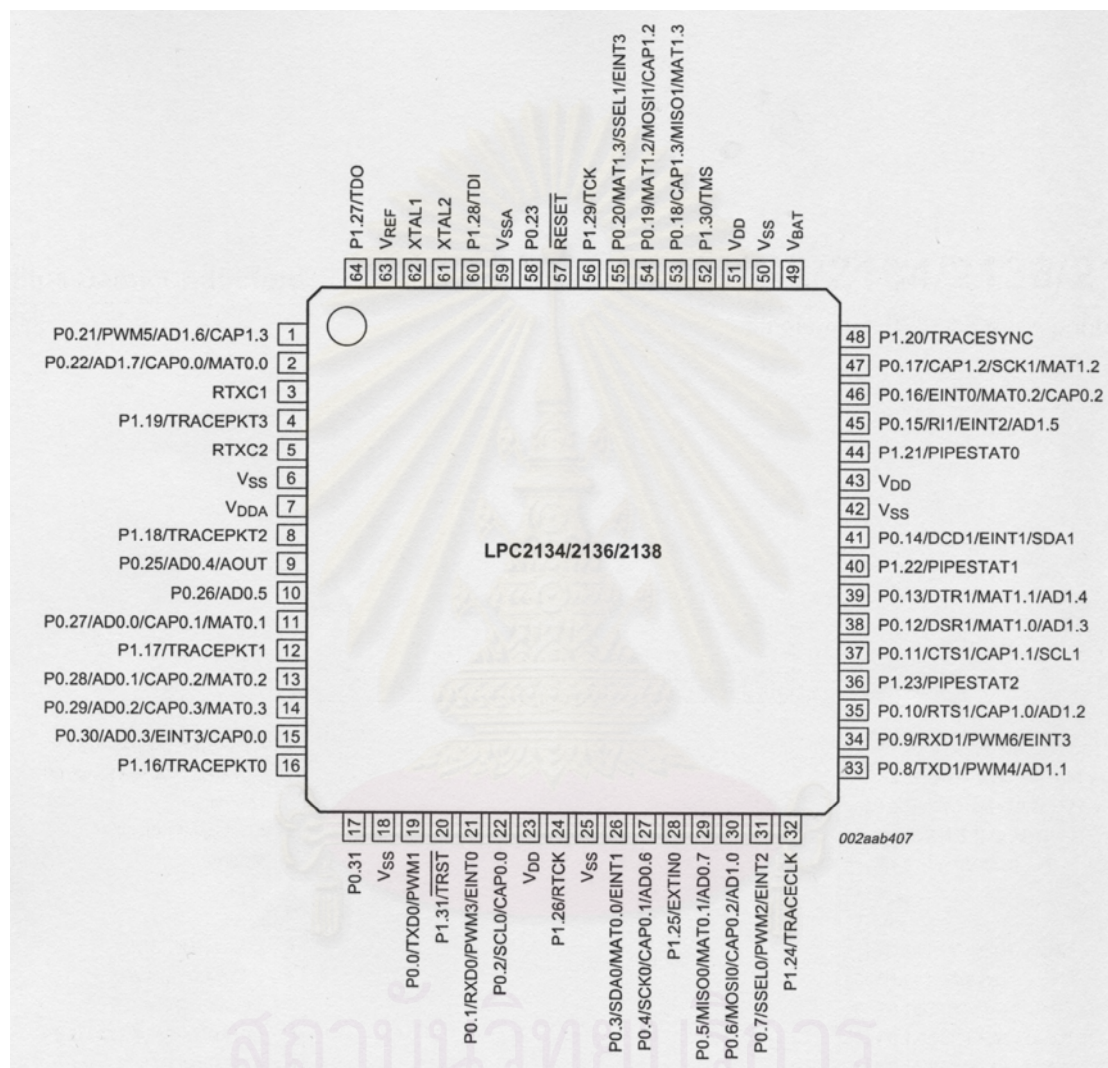 64 P1.27/TDO
63 VREF
62 XTAL1
61 XTAL2
60 P1.28/TDI
59 VSSA
58 P0.23
57 RESET
56 P1.29/TCK
55 P0.20/MAT1.3/SSEL1/EINT3
54 P0.19/MAT1.2/MOSI1/CAP1.2
53 P0.18/CAP1.3/MISO1/MAT1.3
52 P1.30/TMS
51 VDD
50 VSS
49 VBAT
P0.21/PWM5/AD1.6/CAP1.3 1
P0.22/AD1.7/CAP0.0/MAT0.0 2
RTXC1 3
P1.19/TRACEPKT3 4
RTXC2 5
VSS 6
VDDA 7
P1.18/TRACEPKT2 8
P0.25/AD0.4/AOUT 9
P0.26/AD0.5 10
P0.27/AD0.0/CAP0.1/MAT0.1 11
P1.17/TRACEPKT1 12
P0.28/AD0.1/CAP0.2/MAT0.2 13
P0.29/AD0.2/CAP0.3/MAT0.3 14
P0.30/AD0.3/EINT3/CAP0.0 15
P1.16/TRACEPKT0 16
LPC2134/2136/2138
48 P1.20/TRACESYNC
47 P0.17/CAP1.2/SCK1/MAT1.2
46 P0.16/EINT0/MAT0.2/CAP0.2
45 P0.15/RI1/EINT2/AD1.5
44 P1.21/PIPESTAT0
43 VDD
42 VSS
41 P0.14/DCD1/EINT1/SDA1
40 P1.22/PIPESTAT1
39 P0.13/DTR1/MAT1.1/AD1.4
38 P0.12/DSR1/MAT1.0/AD1.3
37 P0.11/CTS1/CAP1.1/SCL1
36 P1.23/PIPESTAT2
35 P0.10/RTS1/CAP1.0/AD1.2
34 P0.9/RXD1/PWM6/EINT3
33 P0.8/TXD1/PWM4/AD1.1
17 P0.31
18 VSS
19 P0.0/TXD0/PWM1
20 P1.31/TRST
21 P0.1/RXD0/PWM3/EINT0
22 P0.2/SCL0/CAP0.0
23 VDD
24 P1.26/RTCK
25 VSS
26 P0.3/SDA0/MAT0.0/EINT1
27 P0.4/SCK0/CAP0.1/AD0.6
28 P1.25/EXTIN0
29 P0.5/MISO0/MAT0.1/AD0.7
30 P0.6/MOSI0/CAP0.2/AD1.0
31 P0.7/SSEL0/PWM2/EINT2
32 P1.24/TRACECLK
002aab407
สถาบันวิทยบริการ